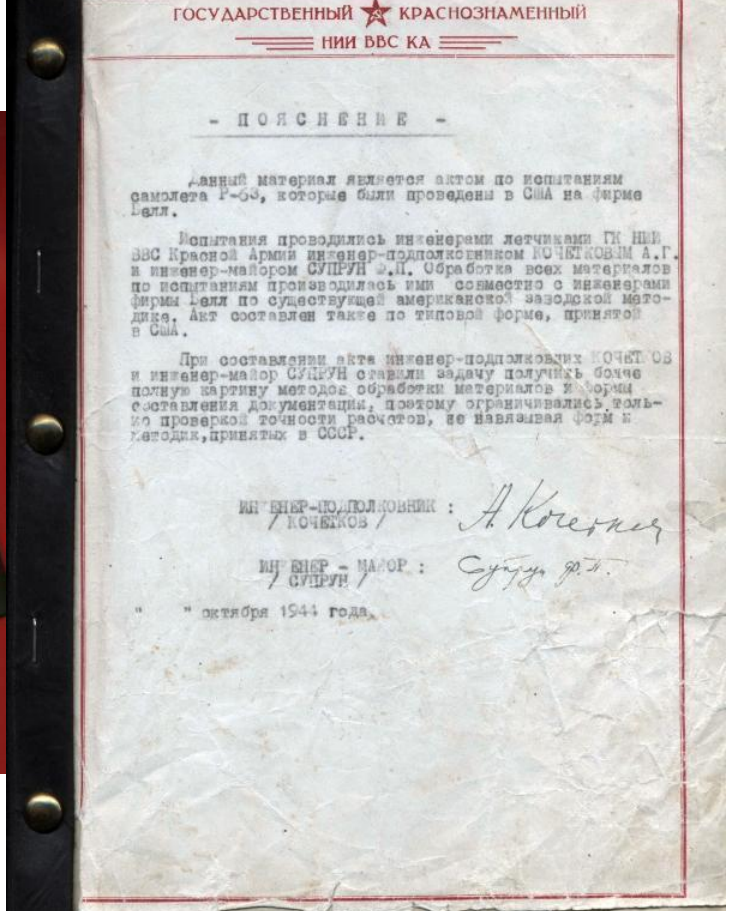 ГОСУДАРСТВЕННЫЙ КРАСНОЗНАМЕННЫЙ
НИИ ВВС КА
- ПОЯСНЕНИЕ -
Данный материал является актом по испытаниям
самолета Р-63, которые были проведены в США на фирме
Белл.
Испытания проводились инженерами летчиками ГК НИИ
ВВС Красной Армии инженер-подполковником КОЧЕТКОВЫМ А.Г.
и инженер-майором СУПРУН Ф.П. Обработка всех материалов
по испытаниям производилась ими совместно с инженерами
фирмы Белл по существующей американской заводской мето-
дике. Акт составлен также по типовой форме, принятой
в США.
При составлении акта инженер-подполковник КОЧЕТКОВ
и инженер-майор СУПРУН ставили задачу получить более
полную картину методов обработки материалов и формы
составления документации, поэтому ограничивались толь-
ко проверкой точности расчетов, не навязывая форм и
методик,принятых в СССР.
ИНЖЕНЕР-ПОДПОЛКОВНИК : А. Кочетков
/ КОЧЕТКОВ /
ИНЖЕНЕР - МАЙОР : Супрун Ф.П.
/ СУПРУН /
" " октября 1944 года.